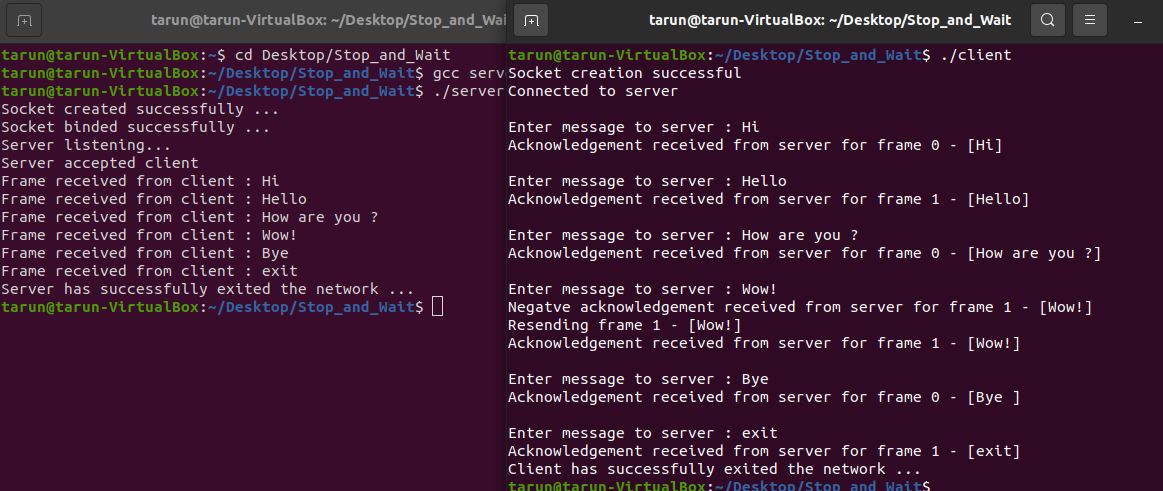 tarun@tarun-VirtualBox: ~/Desktop/Stop_and_Wai
tarun@tarun-VirtualBox:~$ cd Desktop/Stop_and_Wait
tarun@tarun-VirtualBox:~/Desktop/Stop_and_Wait$ gcc serv
tarun@tarun-VirtualBox:~/Desktop/Stop_and_Wait$ ./server
Socket created successfully ...
Socket binded successfully ...
Server listening...
Server accepted client
Frame received from client : Hi
Frame received from client : Hello
Frame received from client : How are you ?
Frame received from client : Wow!
Frame received from client : Bye
Frame received from client : exit
Server has successfully exited the network ...
tarun@tarun-VirtualBox:~/Desktop/Stop_and_Wait$
tarun@tarun-VirtualBox: ~/Desktop/Stop_and_Wait
tarun@tarun-VirtualBox:~/Desktop/Stop_and_Wait$ ./client
Socket creation successful
Connected to server
Enter message to server : Hi
Acknowledgement received from server for frame 0 - [Hi]
Enter message to server : Hello
Acknowledgement received from server for frame 1 - [Hello]
Enter message to server : How are you ?
Acknowledgement received from server for frame 0 - [How are you ?]
Enter message to server : Wow!
Negatve acknowledgement received from server for frame 1 - [Wow!]
Resending frame 1 - [Wow!]
Acknowledgement received from server for frame 1 - [Wow!]
Enter message to server : Bye
Acknowledgement received from server for frame 0 - [Bye ]
Enter message to server : exit
Acknowledgement received from server for frame 1 - [exit]
Client has successfully exited the network ...
tarun@tarun-VirtualBox:~/Desktop/Stop_and_Wait$